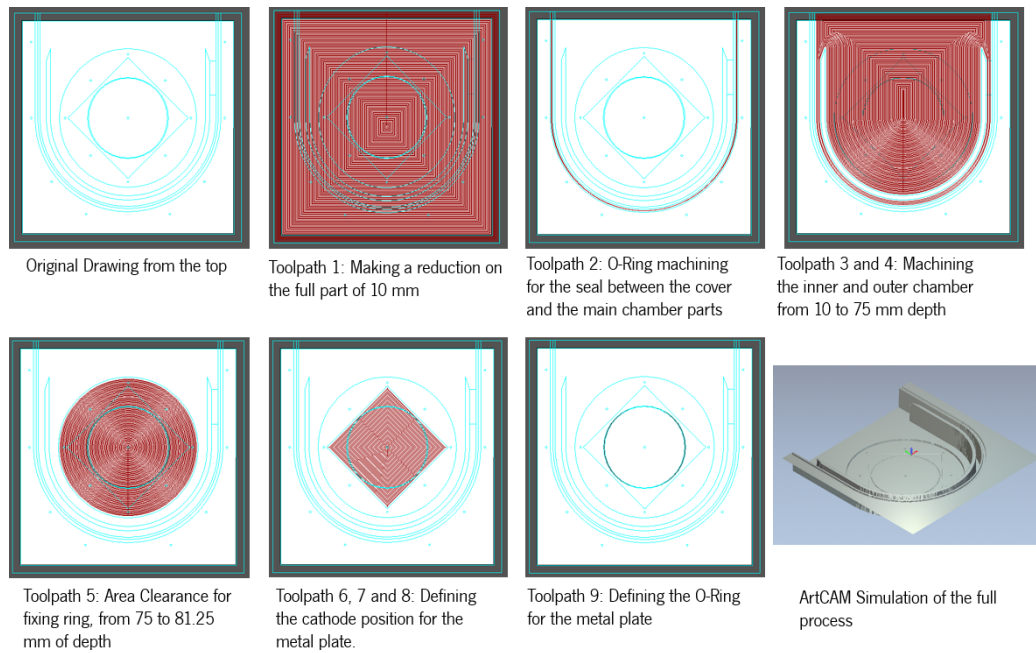 Original Drawing from the top
Toolpath 1: Making a reduction on
the full part of 10 mm
Toolpath 2: O-Ring machining
for the seal between the cover
and the main chamber parts
Toolpath 3 and 4: Machining
the inner and outer chamber
from 10 to 75 mm depth
Toolpath 5: Area Clearance for
fixing ring, from 75 to 81.25
mm of depth
Toolpath 6, 7 and 8: Defining
the cathode position for the
metal plate.
Toolpath 9: Defining the O-Ring
for the metal plate
ArtCAM Simulation of the full
process